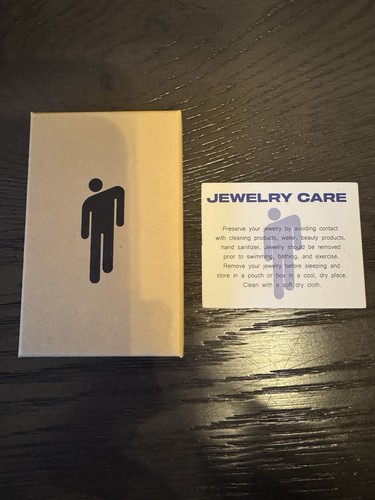 JEWELRY CARE
Preserve your jewelry by avoiding contact
with cleaning products, water, beauty products,
hand sanitizer. Jewelry should be removed
prior to swimming, bathing, and exercise.
Remove your jewelry before sleeping and
store in a pouch or box in a cool, dry place.
Clean with a soft dry cloth.